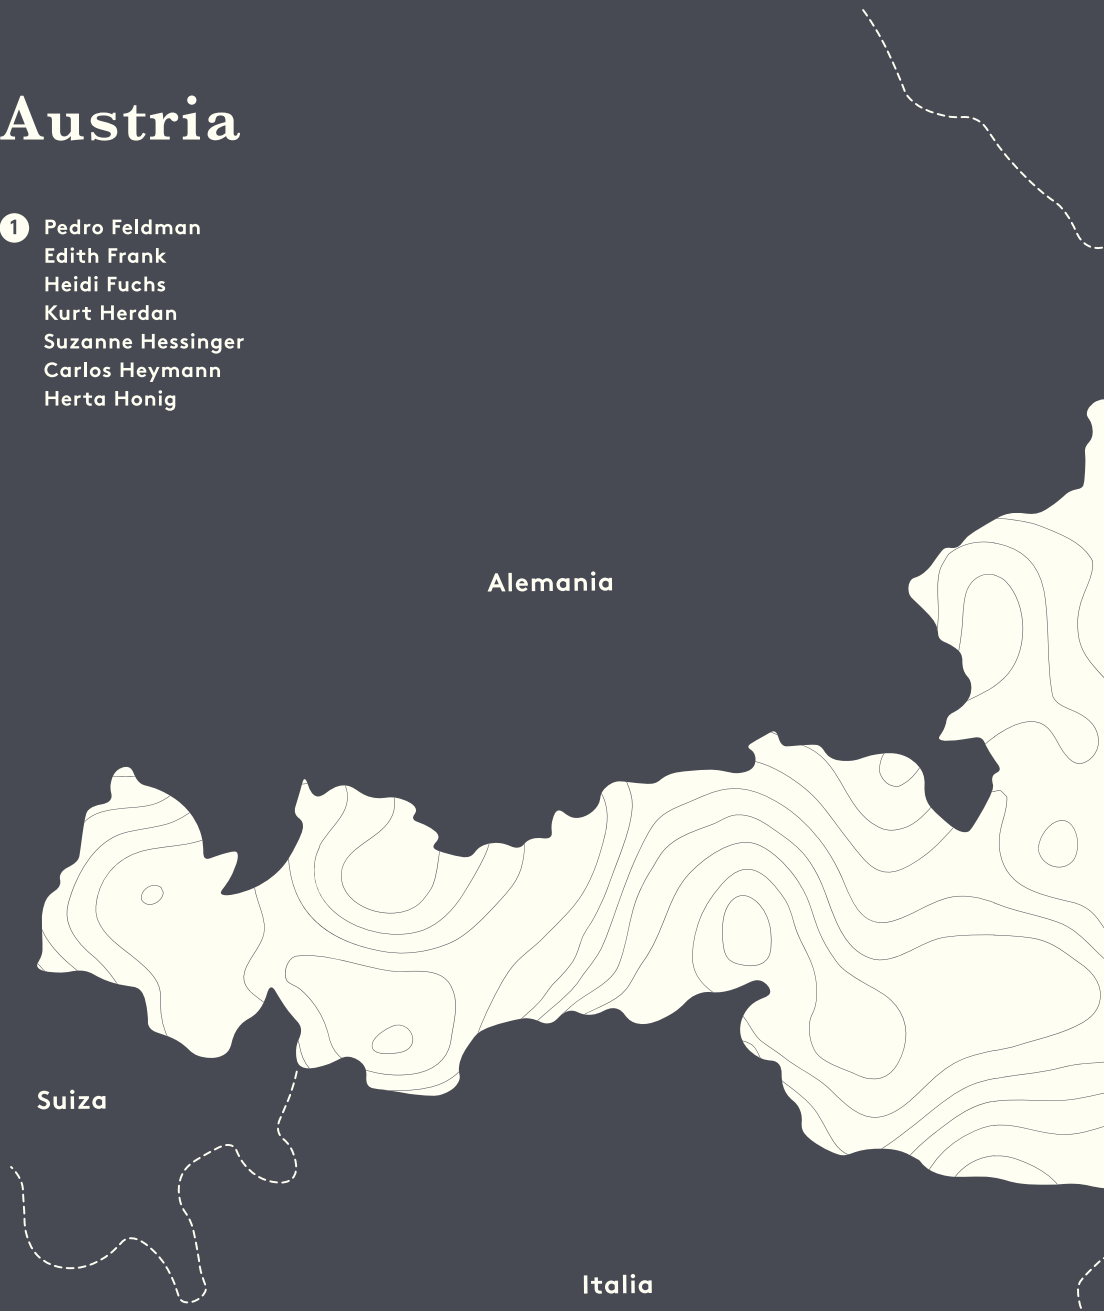 Austria
1 Pedro Feldman
Edith Frank
Heidi Fuchs
Kurt Herdan
Suzanne Hessinger
Carlos Heymann
Herta Honig
Alemania
Suiza
Italia